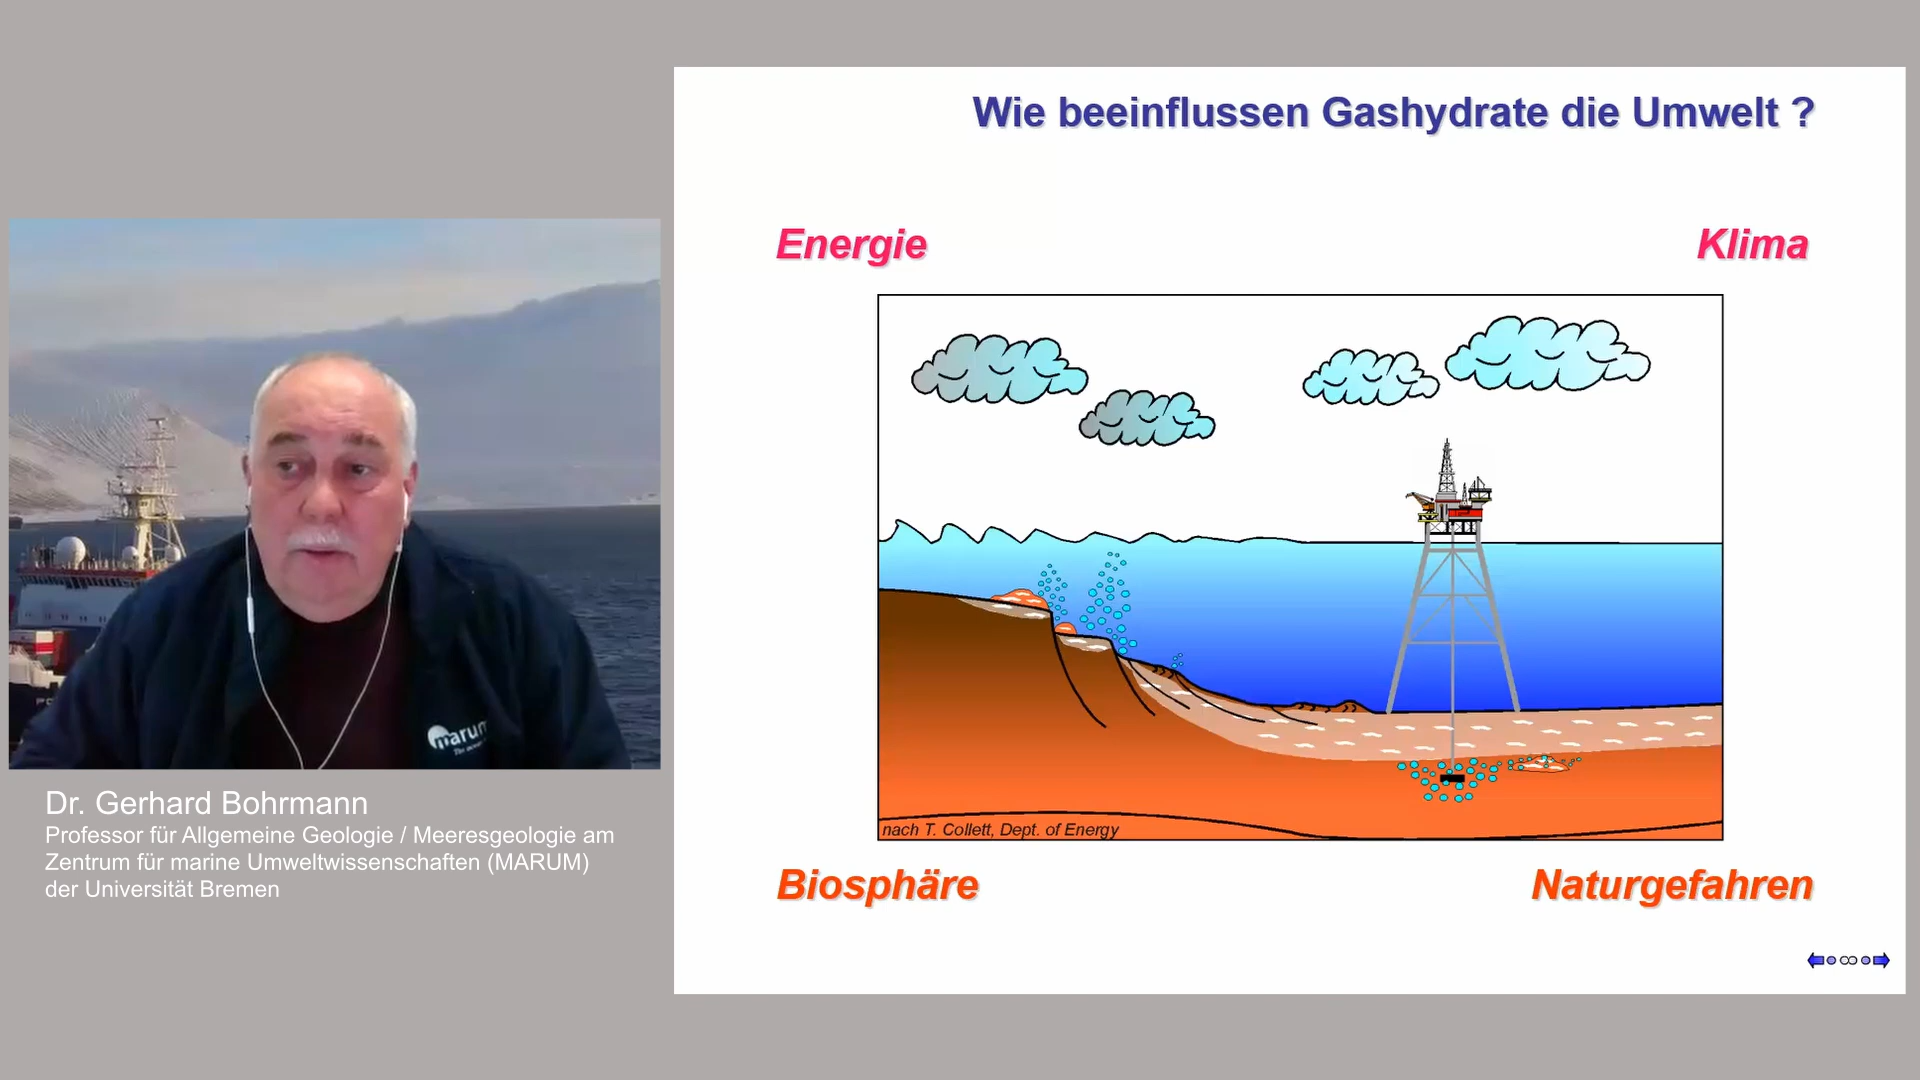 Wie beeinflussen Gashydrate die Umwelt ?
Energie
Klima
nach T. Collett, Dept. of Energy
Biosphäre
Naturgefahren
marum
Dr. Gerhard Bohrmann
Professor für Allgemeine Geologie / Meeresgeologie am
Zentrum für marine Umweltwissenschaften (MARUM)
der Universität Bremen